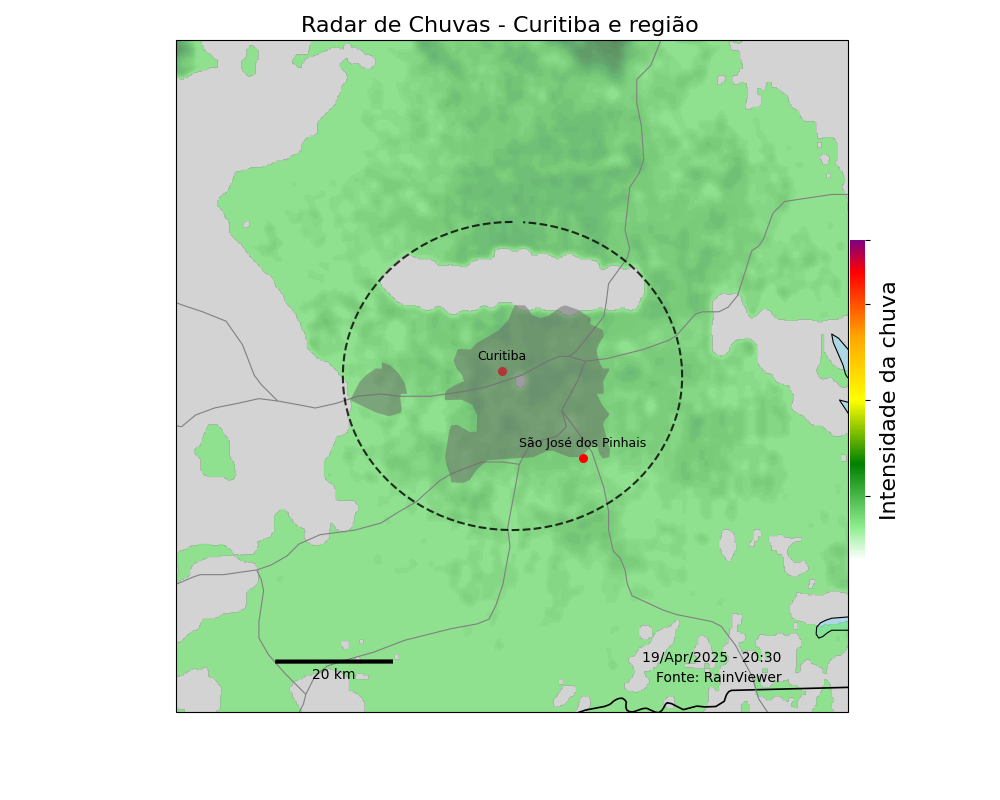 Radar de Chuvas - Curitiba e região
Curitiba
São José dos Pinhais
Intensidade da chuva
19/Apr/2025 - 20:30
Fonte: RainViewer
20 km